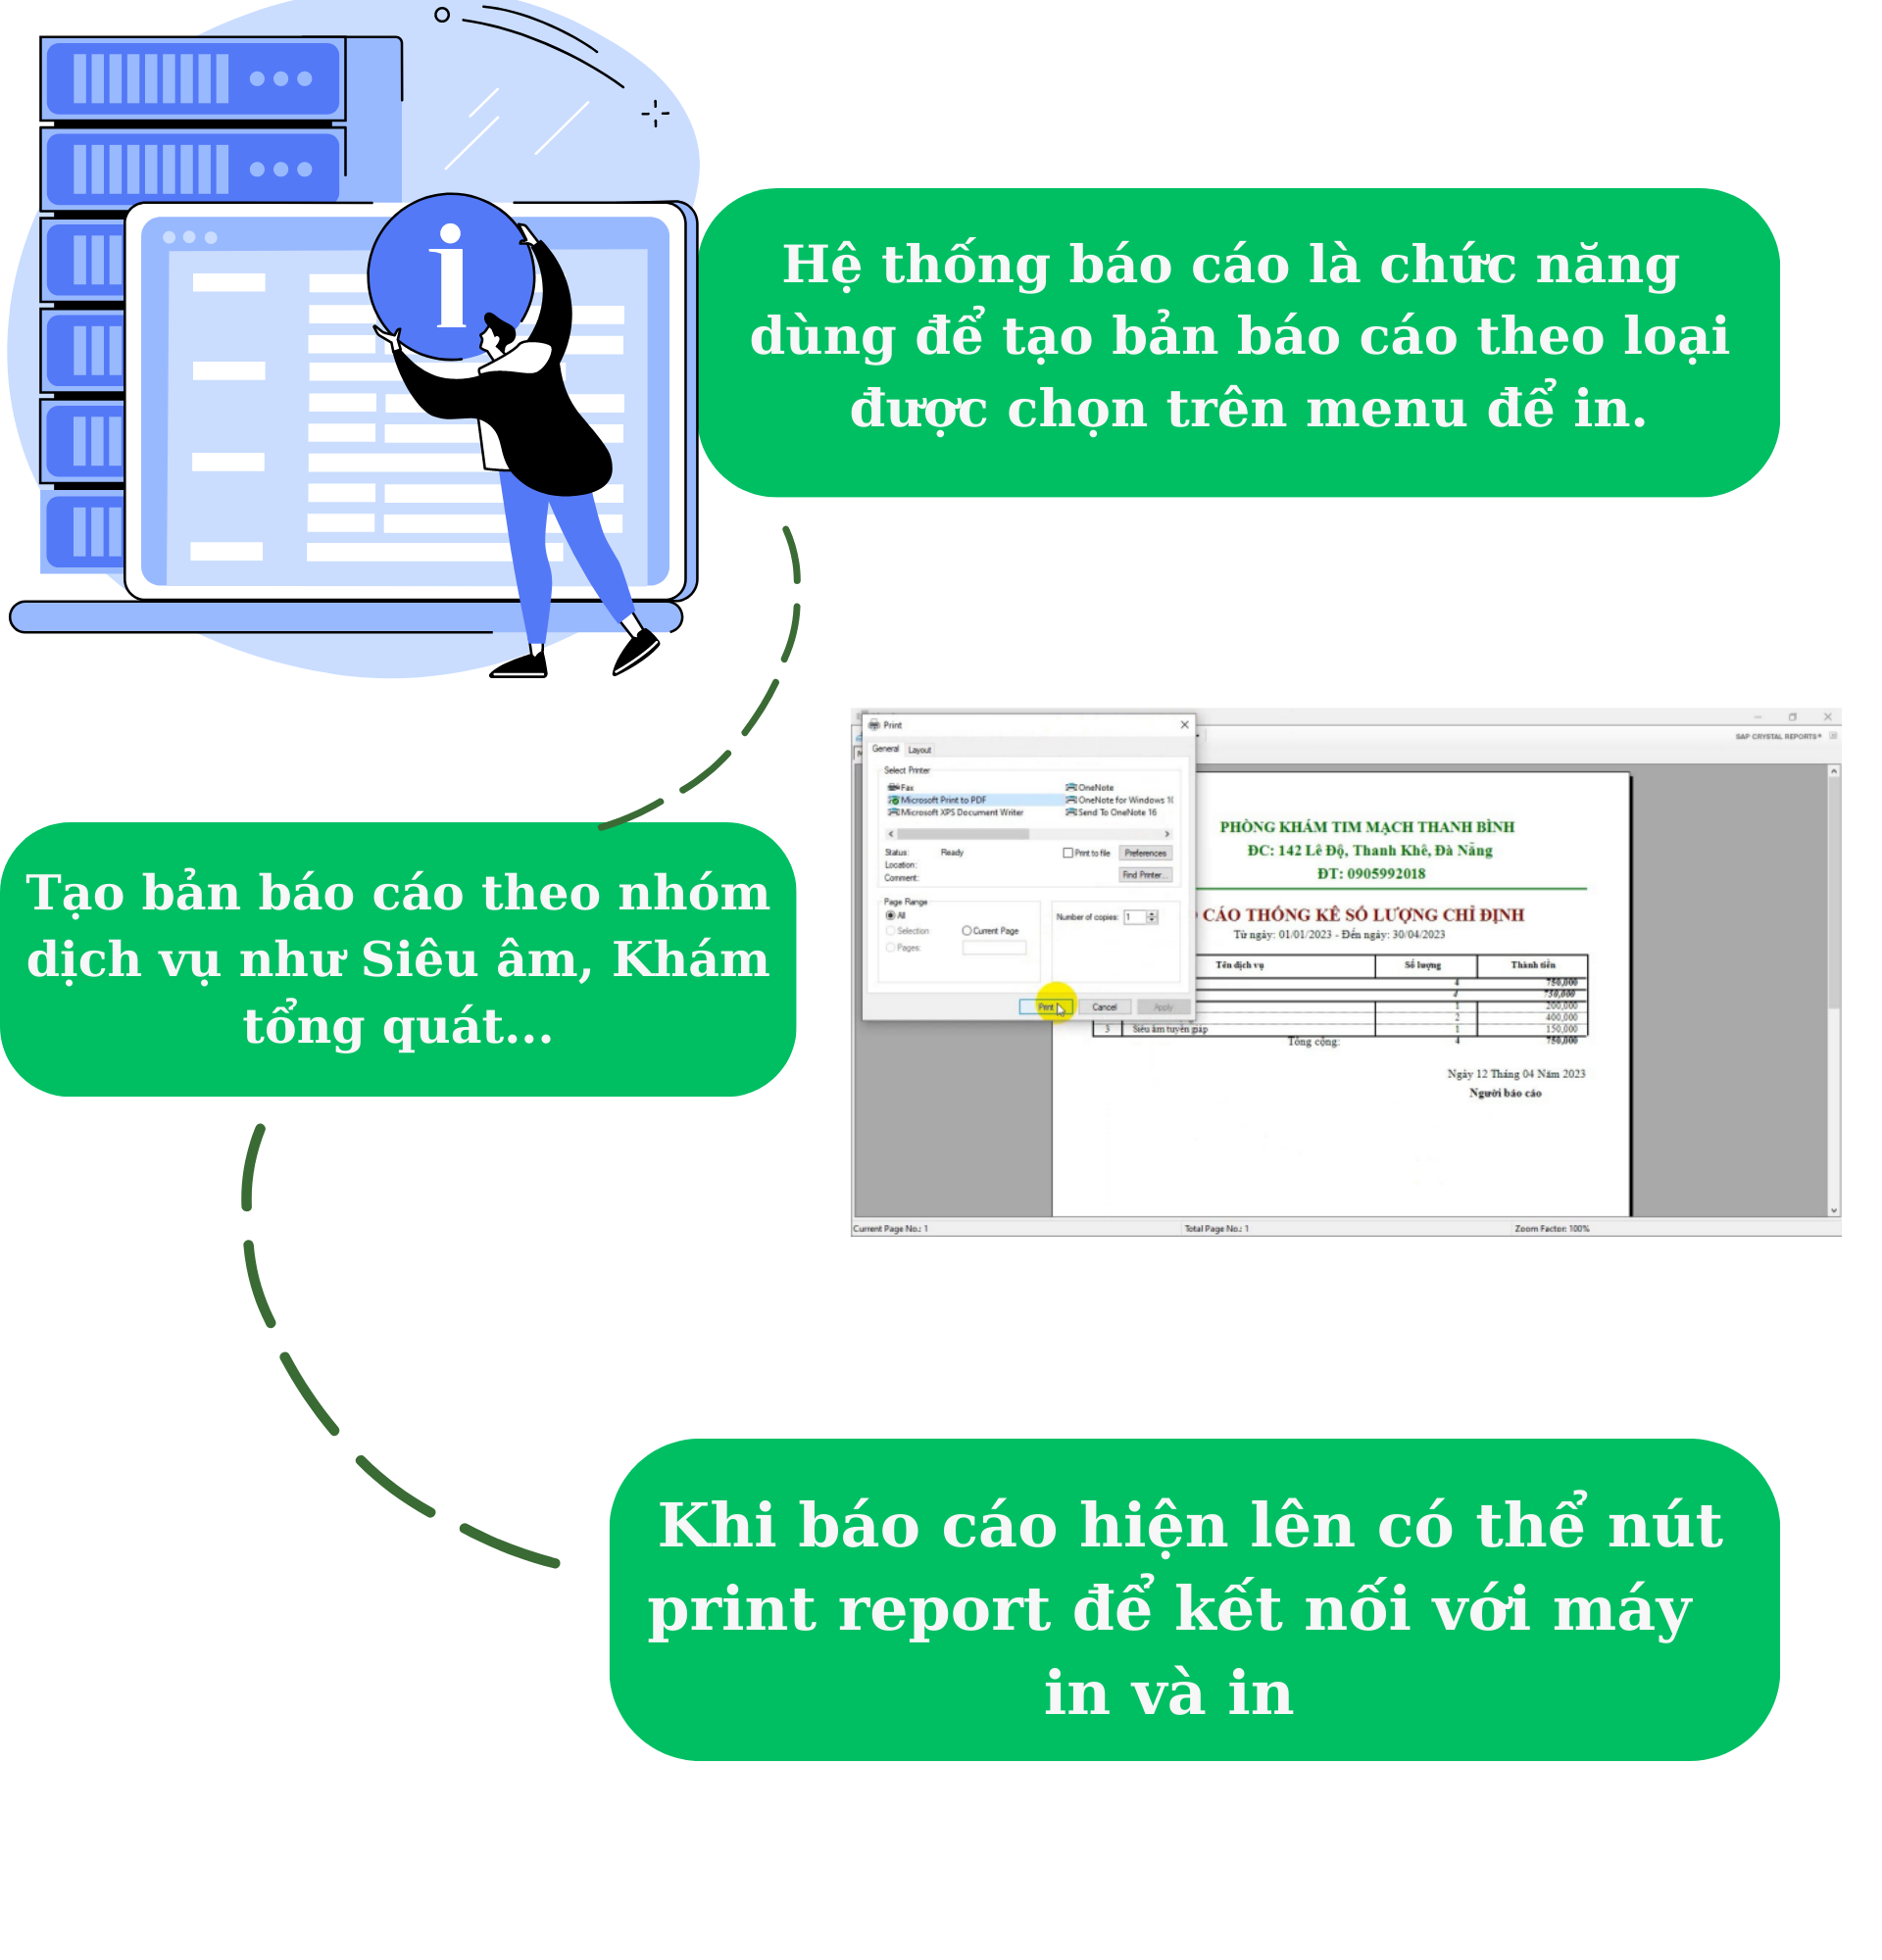 i
Hệ thống báo cáo là chức năng
dùng để tạo bản báo cáo theo loại
được chọn trên menu để in.
Print
General Layout
Select Printer
Fax
OneNote
Microsoft Print to PDF
OneNote for Windows 10
Microsoft XPS Document Writer
Send To OneNote 16
Status: Ready
Location:
Comment:
Print to file
Preferences
Find Printer...
Page Range
All
Selection
Current Page
Pages:
Number of copies: 1
Print
Cancel
Apply
SAP CRYSTAL REPORTS®
PHÒNG KHÁM TIM MẠCH THANH BÌNH
ĐC: 142 Lê Độ, Thanh Khê, Đà Nẵng
ĐT: 0905992018
CÁO THỐNG KÊ SỐ LƯỢNG CHỈ ĐỊNH
Từ ngày: 01/01/2023 - Đến ngày: 30/04/2023
Tên dịch vụ Số lượng Thành tiền
4 750,000
4 750,000
1 200,000
2 400,000
3 Siêu âm tuyến giáp 1 150,000
Tổng cộng: 4 750,000
Ngày 12 Tháng 04 Năm 2023
Người báo cáo
Current Page No.: 1
Total Page No.: 1
Zoom Factor: 100%
Tạo bản báo cáo theo nhóm
dịch vụ như Siêu âm, Khám
tổng quát...
Khi báo cáo hiện lên có thể nút
print report để kết nối với máy
in và in